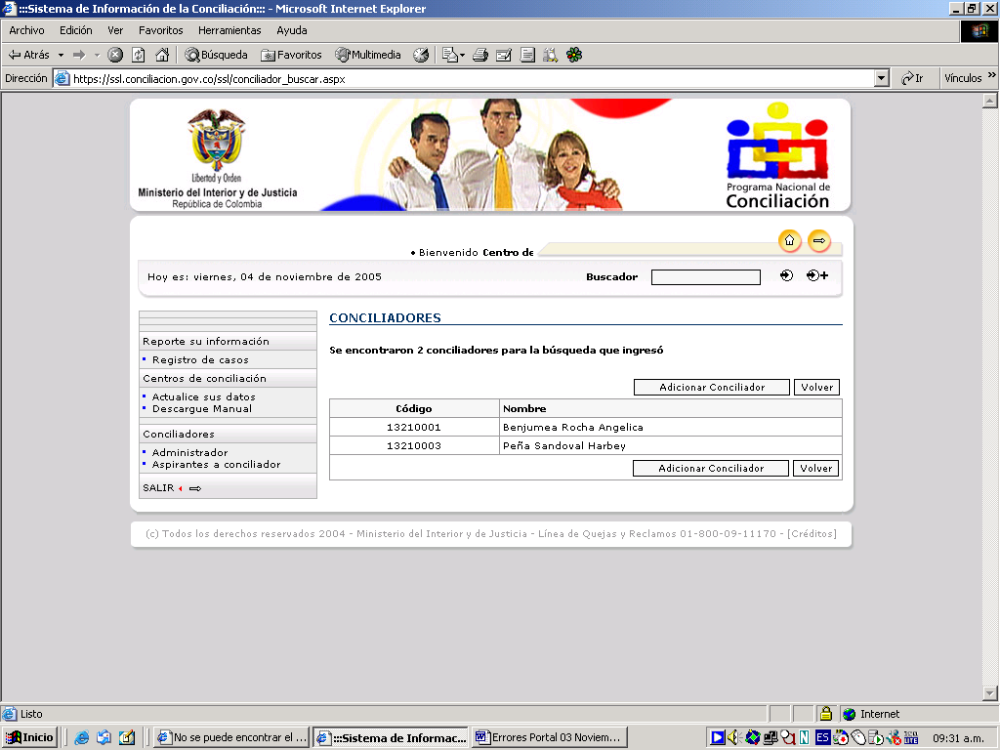 :::Sistema de Información de la Conciliación::: - Microsoft Internet Explorer
Archivo Edición Ver Favoritos Herramientas Ayuda
Atrás Búsqueda Favoritos Multimedia
Dirección https://ssl.conciliacion.gov.co/ssl/conciliador_buscar.aspx Ir Vínculos »
Libertad y Orden
Ministerio del Interior y de Justicia
República de Colombia
Programa Nacional de
Conciliación
• Bienvenido Centro de
Hoy es: viernes, 04 de noviembre de 2005 Buscador
Reporte su información
Registro de casos
Centros de conciliación
Actualice sus datos
Descargue Manual
Conciliadores
Administrador
Aspirantes a conciliador
SALIR
CONCILIADORES
Se encontraron 2 conciliadores para la búsqueda que ingresó
Adicionar Conciliador Volver
Código Nombre
13210001 Benjumea Rocha Angelica
13210003 Peña Sandoval Harbey
Adicionar Conciliador Volver
(c) Todos los derechos reservados 2004 - Ministerio del Interior y de Justicia - Línea de Quejas y Reclamos 01-800-09-11170 - [Créditos]
Listo Internet
Inicio No se puede encontrar el ... :::Sistema de Informac... Errores Portal 03 Noviem... ES 09:31 a.m.